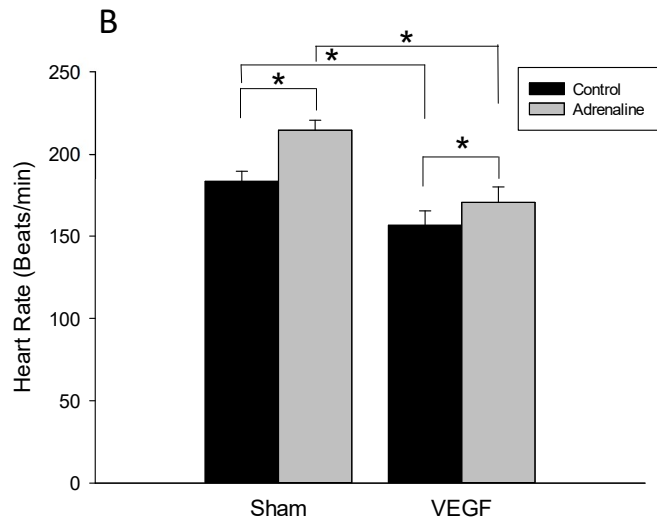 B
*
*
250
Control
*
Adrenaline
200
*
150
100
50
0
Heart Rate (Beats/min)
Sham VEGF